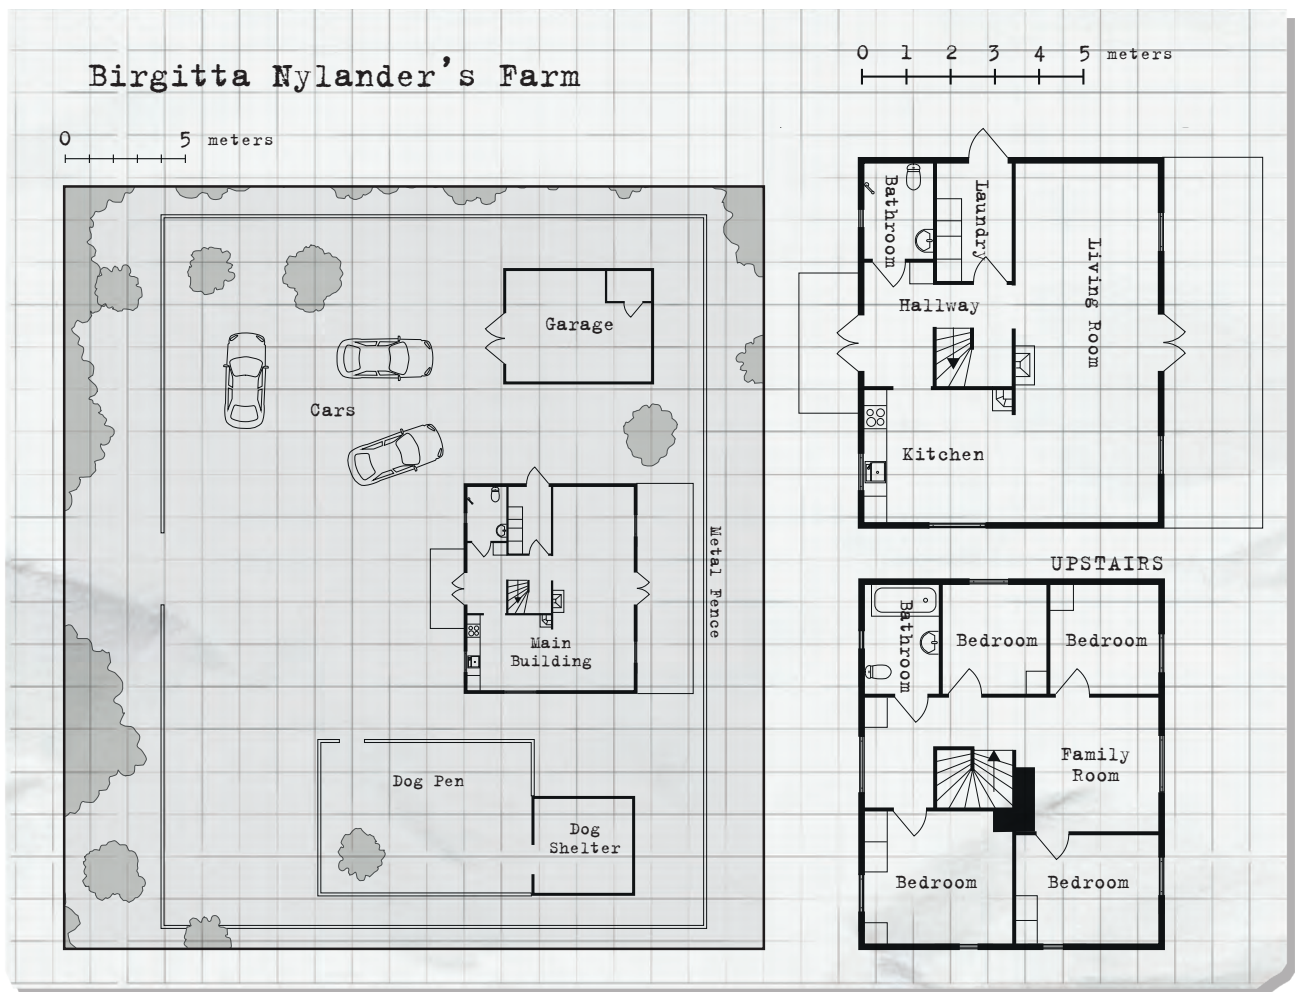 Birgitta Nylander's Farm
0 5 meters
Garage
Cars
Metal Fence
Main
Building
Dog Pen
Dog
Shelter
0 1 2 3 4 5 meters
Bathroom
Laundry
Living Room
Hallway
Kitchen
UPSTAIRS
Bathroom
Bedroom
Bedroom
Family
Room
Bedroom
Bedroom